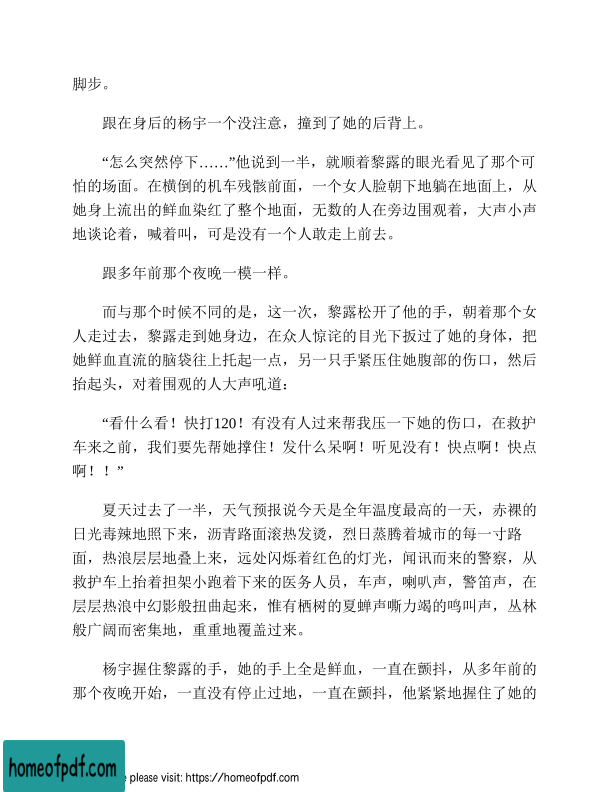 脚步。
跟在身后的杨宇一个没注意，撞到了她的后背上。
“怎么突然停下……”他说到一半，就顺着黎露的眼光看见了那个可
怕的场面。在横倒的机车残骸前面，一个女人脸朝下地躺在地面上，从
她身上流出的鲜血染红了整个地面，无数的人在旁边围观着，大声小声
地谈论着，喊着叫，可是没有一个人敢走上前去。
跟多年前那个夜晚一模一样。
而与那个时候不同的是，这一次，黎露松开了他的手，朝着那个女
人走过去，黎露走到她身边，在众人惊诧的目光下扳过了她的身体，把
她鲜血直流的脑袋往上托起一点，另一只手紧压住她腹部的伤口，然后
抬起头，对着围观的人大声吼道：
“看什么看！快打120！有没有人过来帮我压一下她的伤口，在救护
车来之前，我们要先帮她撑住！发什么呆啊！听见没有！快点啊！快点
啊！！”
夏天过去了一半，天气预报说今天是全年温度最高的一天，赤裸的
日光毒辣地照下来，沥青路面滚热发烫，烈日蒸腾着城市的每一寸路
面，热浪层层地叠上来，远处闪烁着红色的灯光，闻讯而来的警察，从
救护车上抬着担架小跑着下来的医务人员，车声，喇叭声，警笛声，在
层层热浪中幻影般扭曲起来，惟有栖树的夏蝉声嘶力竭的鸣叫声，丛林
般广阔而密集地，重重地覆盖过来。
杨宇握住黎露的手，她的手上全是鲜血，一直在颤抖，从多年前的
那个夜晚开始，一直没有停止过地，一直在颤抖，他紧紧地握住了她的
homeofpdf.com
e please visit: https://homeofpdf.com